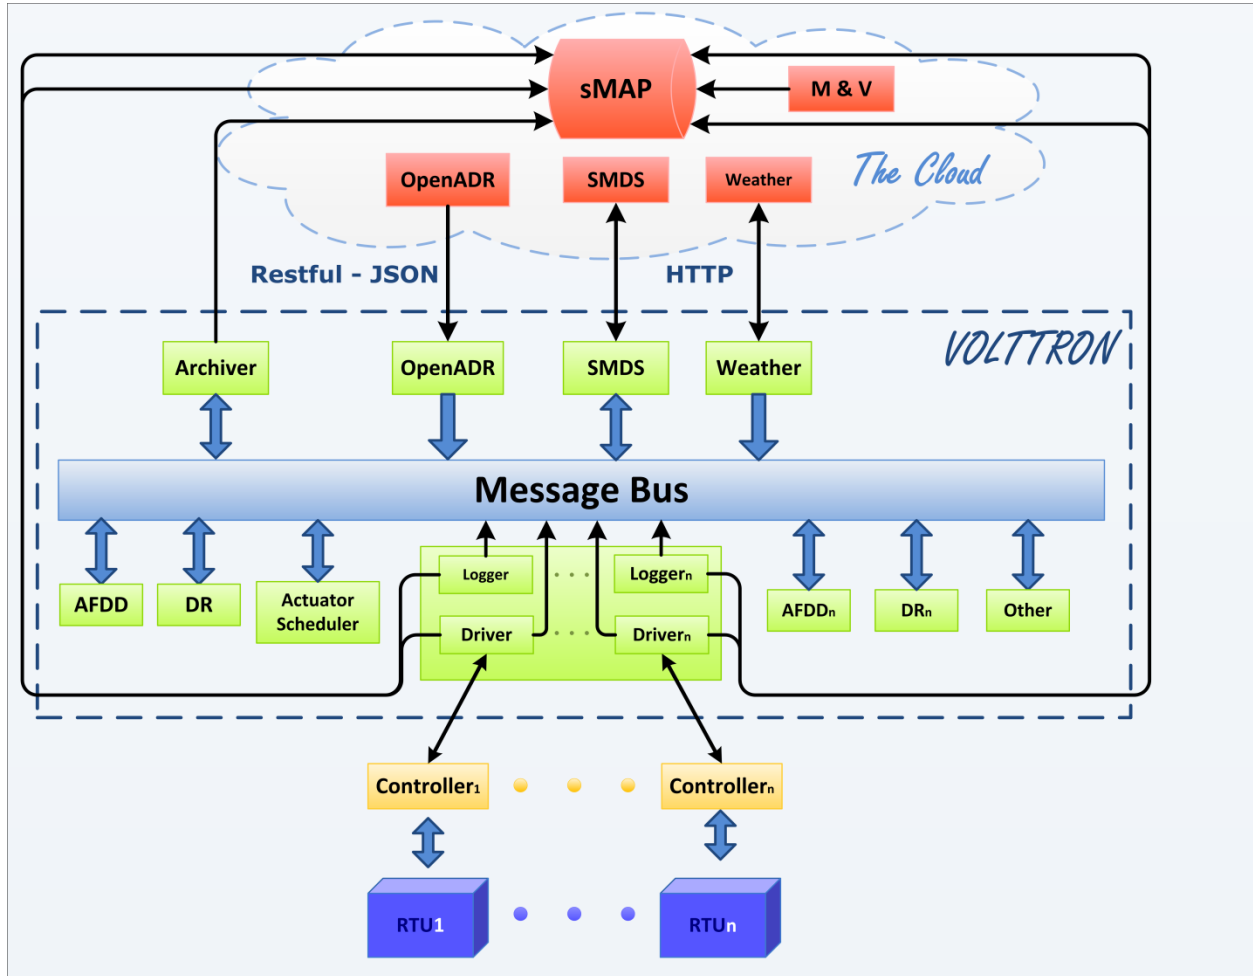 sMAP
M & V
The Cloud
OpenADR
SMDS
Weather
Restful - JSON
HTTP
VOLTTRON
Archiver
OpenADR
SMDS
Weather
Message Bus
AFDD
DR
Actuator
Scheduler
Logger
Loggerₙ
Driver
Driverₙ
AFDDₙ
DRₙ
Other
Controller₁
Controllerₙ
RTU1
RTUn